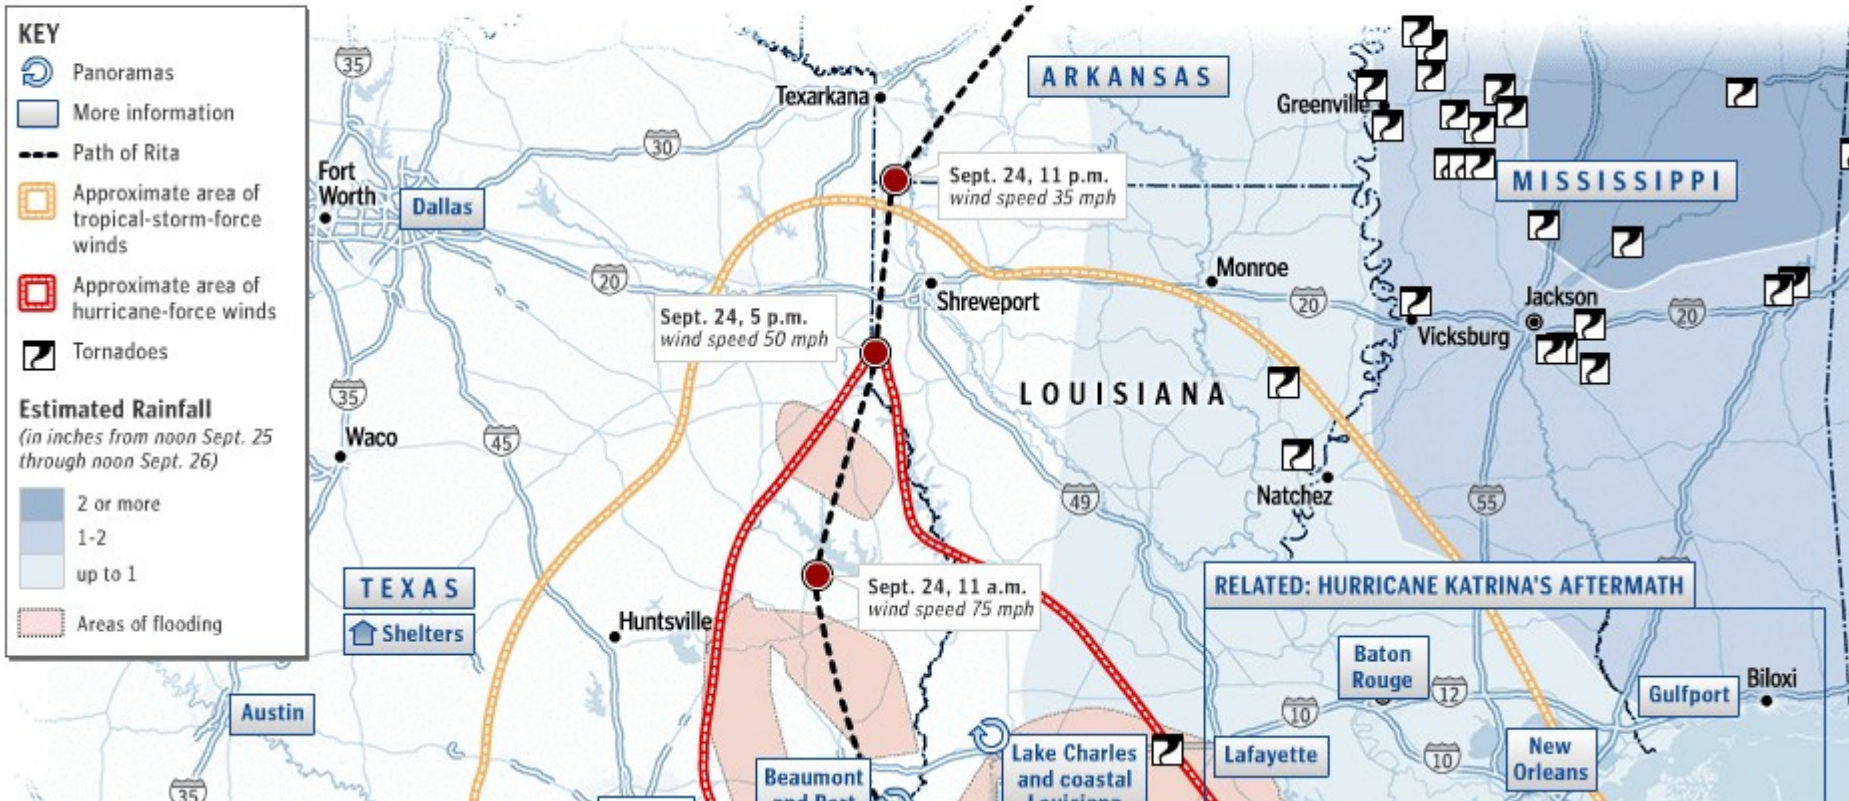 KEY
Panoramas
More information
Path of Rita
Approximate area of
tropical-storm-force
winds
Approximate area of
hurricane-force winds
Tornadoes
Estimated Rainfall
(in inches from noon Sept. 25
through noon Sept. 26)
2 or more
1-2
up to 1
Areas of flooding
35
Texarkana
ARKANSAS
Greenville
30
Fort
Worth
Dallas
Sept. 24, 11 p.m.
wind speed 35 mph
MISSISSIPPI
20
Monroe
Shreveport
20
Jackson
20
Vicksburg
Sept. 24, 5 p.m.
wind speed 50 mph
35
LOUISIANA
Waco
45
49
Natchez
55
TEXAS
Shelters
Sept. 24, 11 a.m.
wind speed 75 mph
RELATED: HURRICANE KATRINA'S AFTERMATH
Huntsville
Baton
Rouge
12
Gulfport
Biloxi
Austin
10
Lake Charles
and coastal
Louisiana
Lafayette
10
New
Orleans
Beaumont
and Port
35